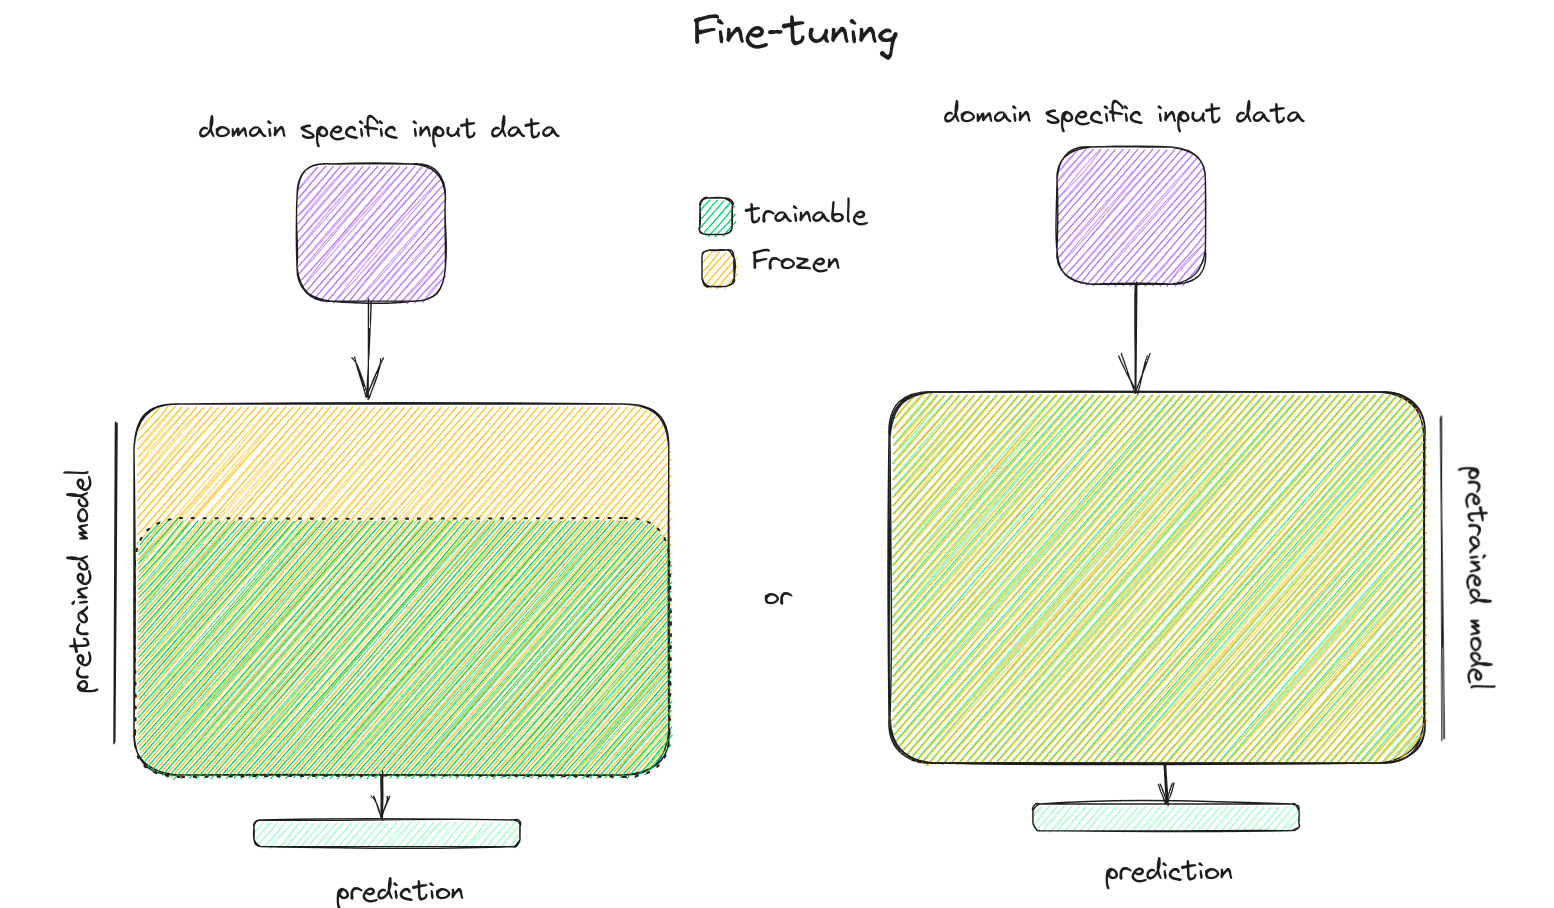 Fine-tuning
domain specific input data
domain specific input data
trainable
Frozen
pretrained model
or
pretrained model
prediction
prediction